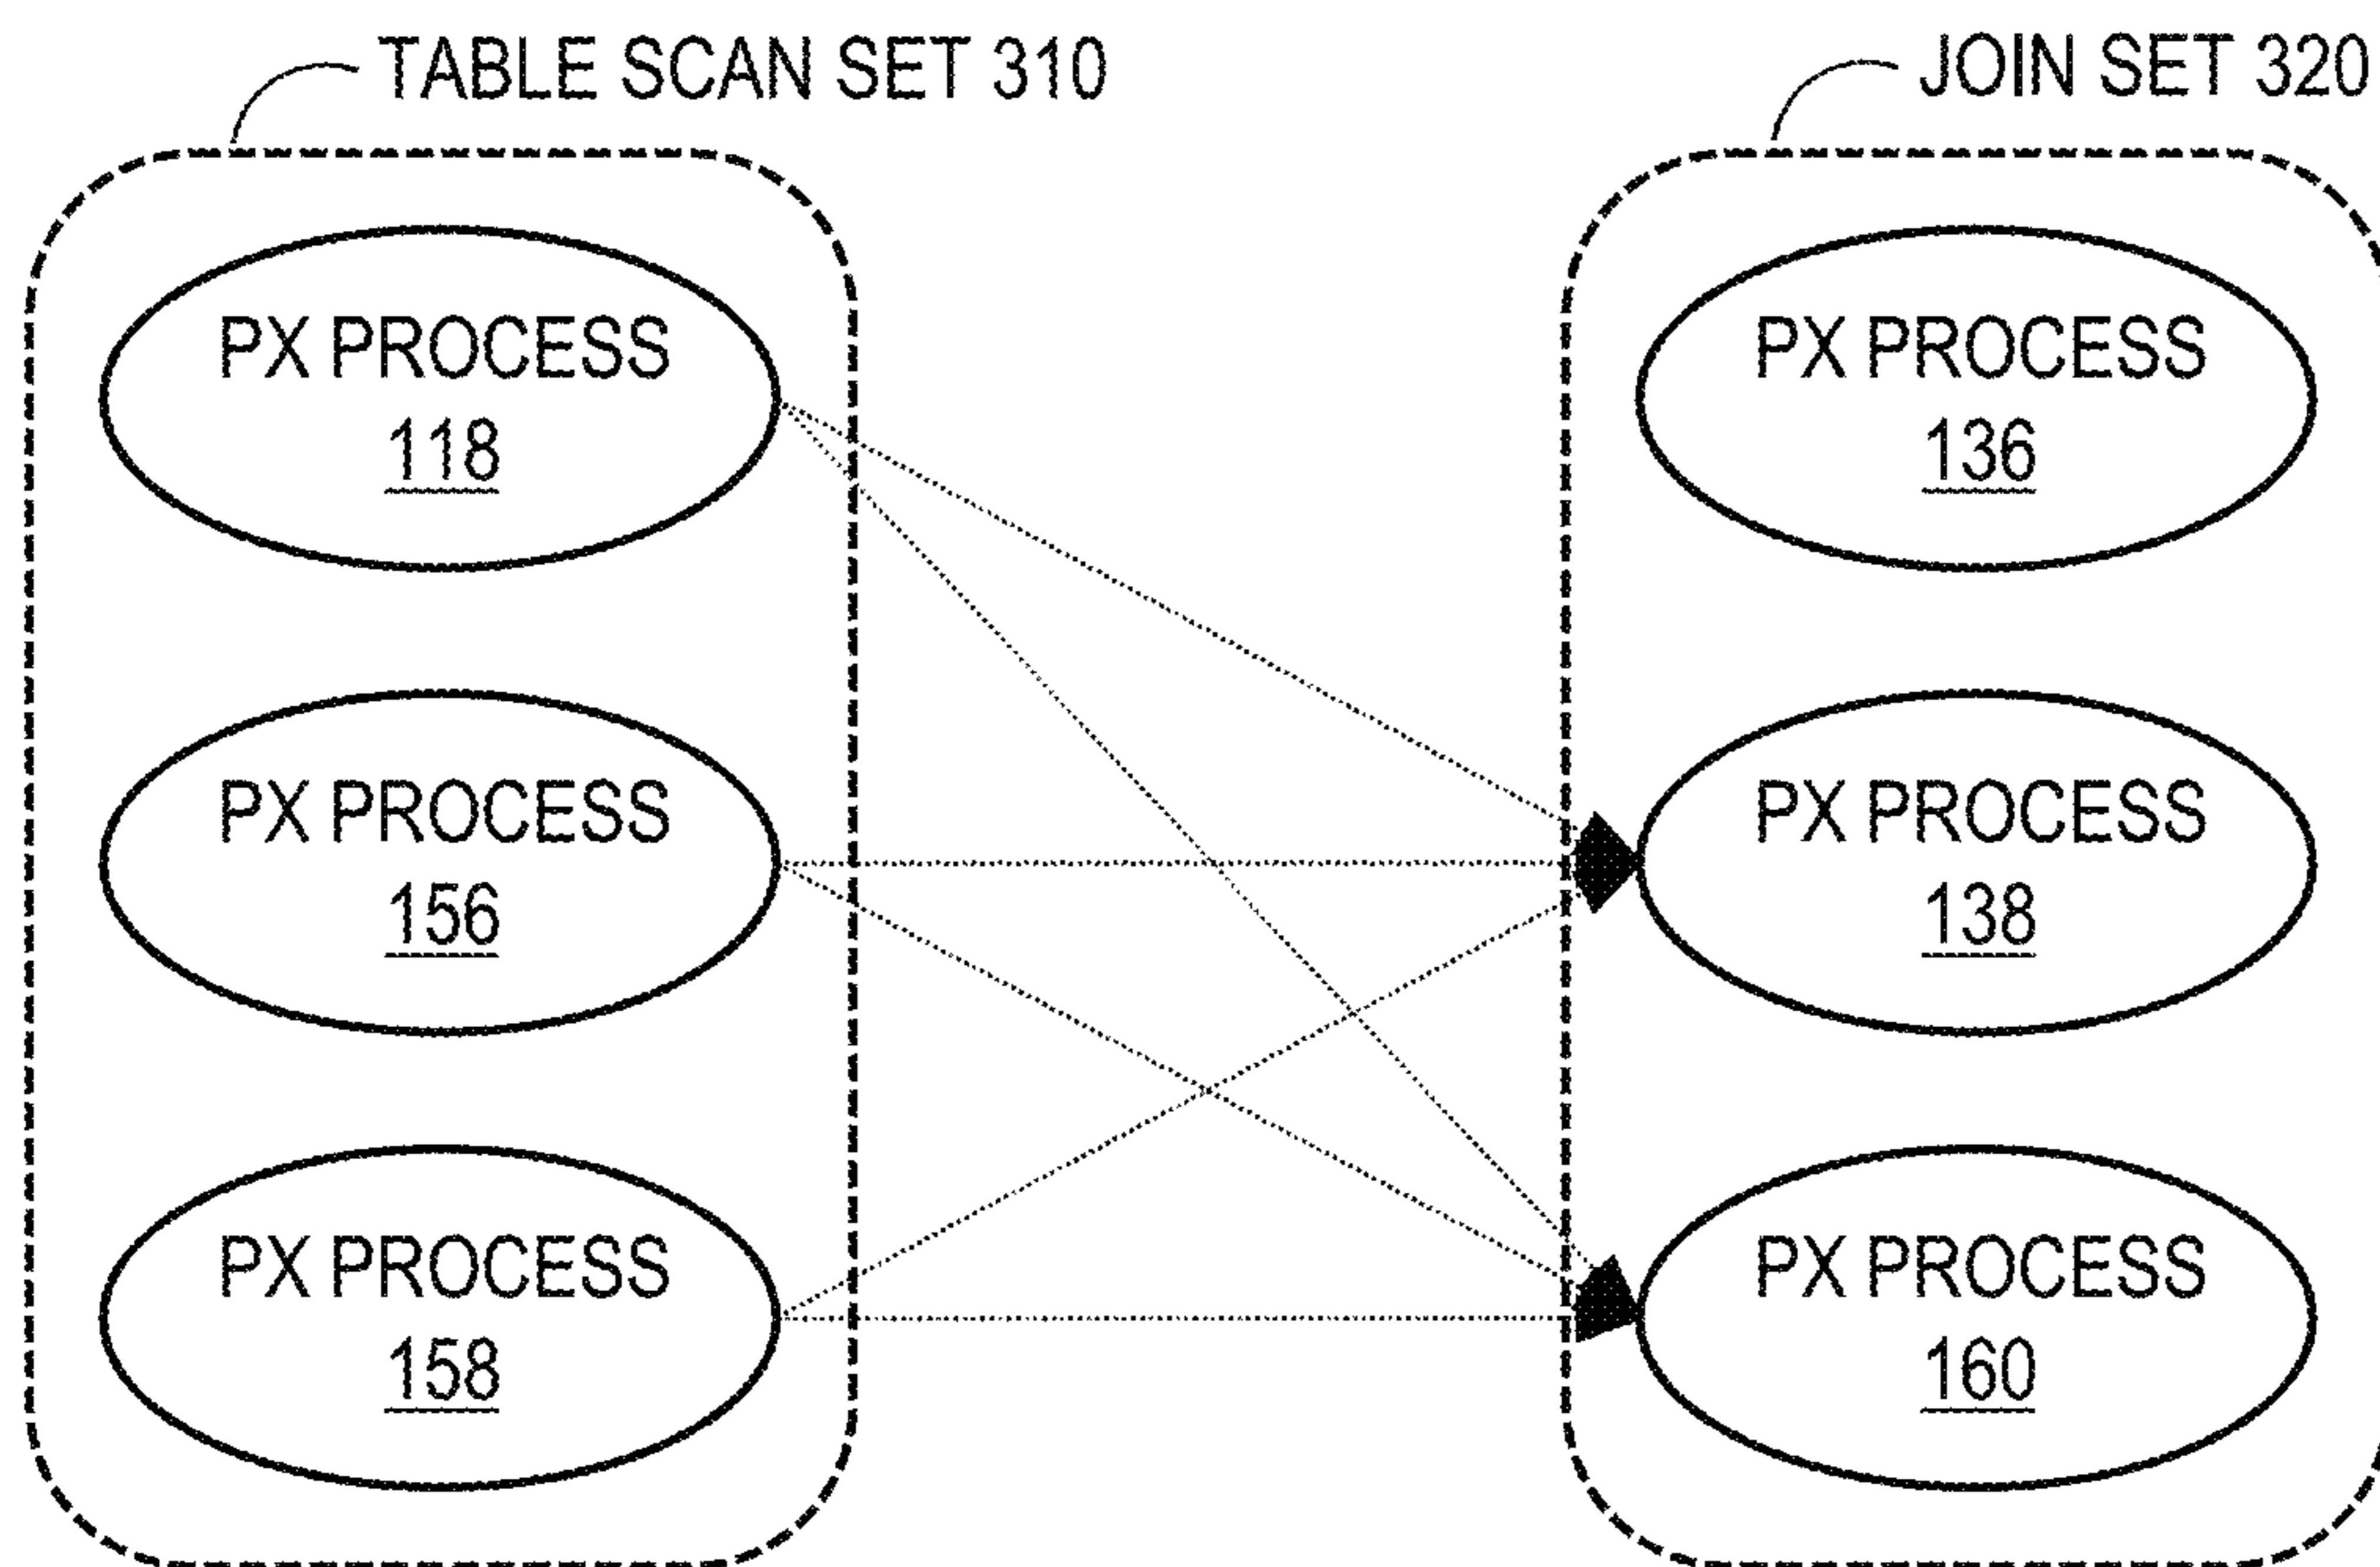 TABLE SCAN SET 310
JOIN SET 320
PX PROCESS
118
PX PROCESS
136
PX PROCESS
156
PX PROCESS
138
PX PROCESS
158
PX PROCESS
160